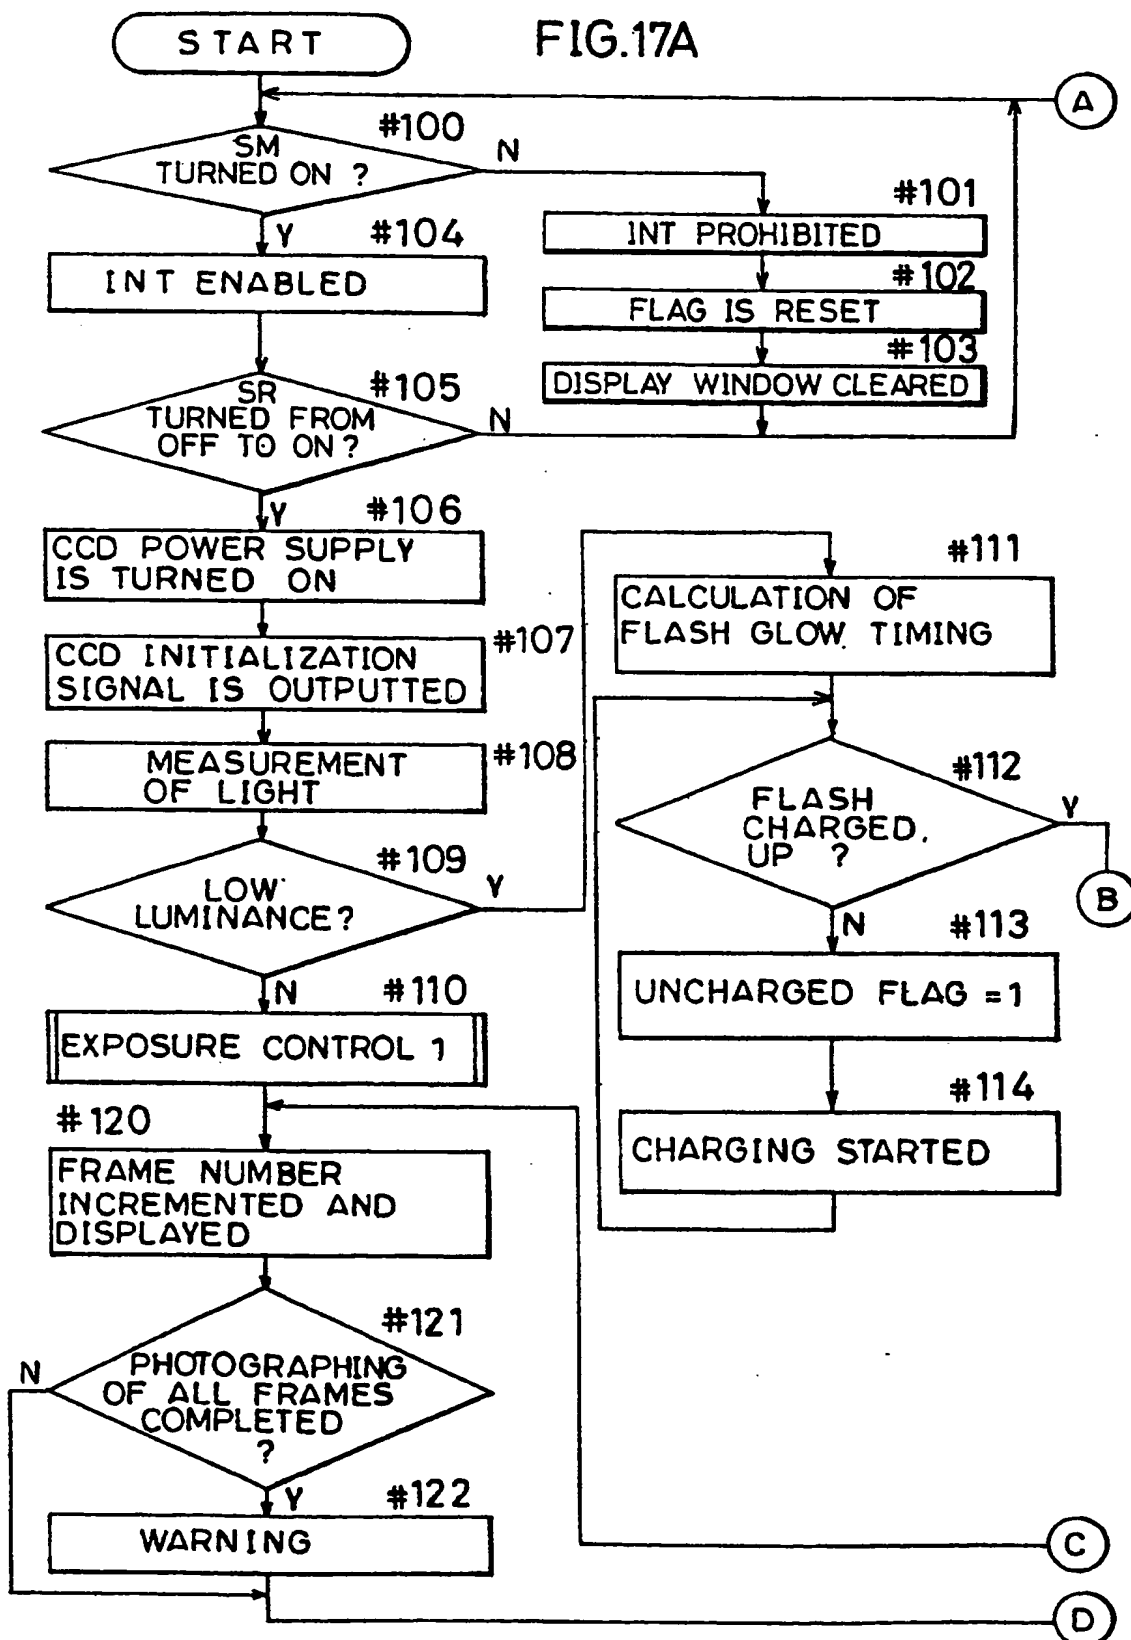 FIG.17A
START
A
#100
SM
TURNED ON ?
N
Y
#101
INT PROHIBITED
#102
FLAG IS RESET
#103
DISPLAY WINDOW CLEARED
#104
INT ENABLED
#105
SR
TURNED FROM
OFF TO ON?
N
Y
#106
CCD POWER SUPPLY
IS TURNED ON
#107
CCD INITIALIZATION
SIGNAL IS OUTPUTTED
#108
MEASUREMENT
OF LIGHT
#109
LOW
LUMINANCE?
Y
N
#110
EXPOSURE CONTROL 1
#111
CALCULATION OF
FLASH GLOW TIMING
#112
FLASH
CHARGED
UP ?
Y
B
N
#113
UNCHARGED FLAG =1
#114
CHARGING STARTED
#120
FRAME NUMBER
INCREMENTED AND
DISPLAYED
#121
PHOTOGRAPHING
OF ALL FRAMES
COMPLETED
?
N
Y
#122
WARNING
C
D